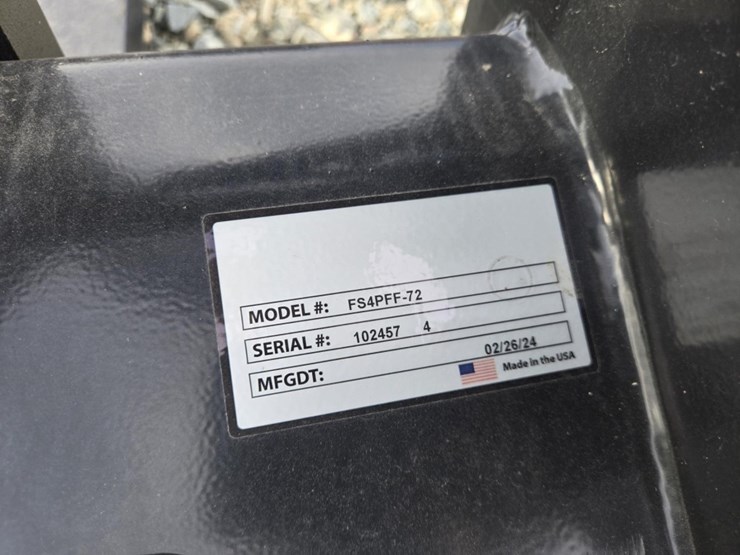 MODEL #: FS4PFF-72
SERIAL #: 102457 4
MFGDT: 02/26/24
Made in the USA